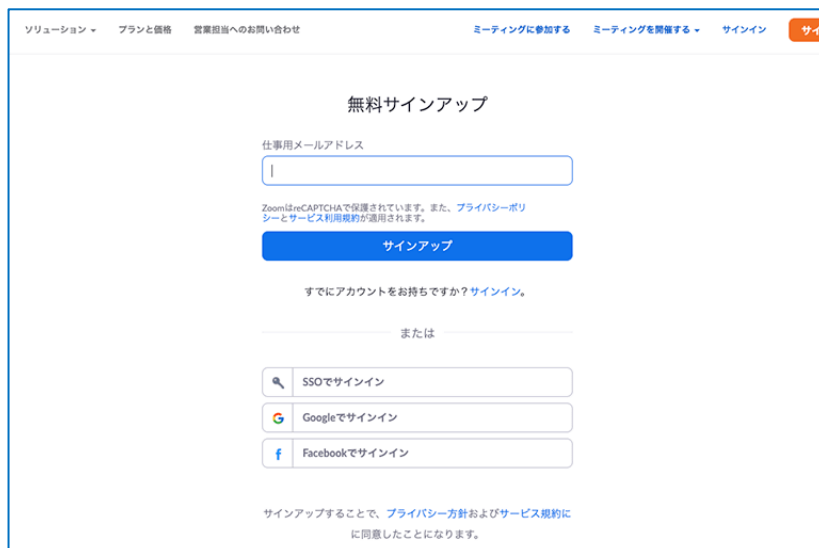 ソリューション プランと価格 営業担当へのお問い合わせ ミーティングに参加する ミーティングを開催する サインイン サイ
無料サインアップ
仕事用メールアドレス
ZoomはreCAPTCHAで保護されています。また、プライバシーポリ
シーとサービス利用規約が適用されます。
サインアップ
すでにアカウントをお持ちですか？サインイン。
または
SSOでサインイン
Googleでサインイン
Facebookでサインイン
サインアップすることで、プライバシー方針およびサービス規約に
に同意したことになります。